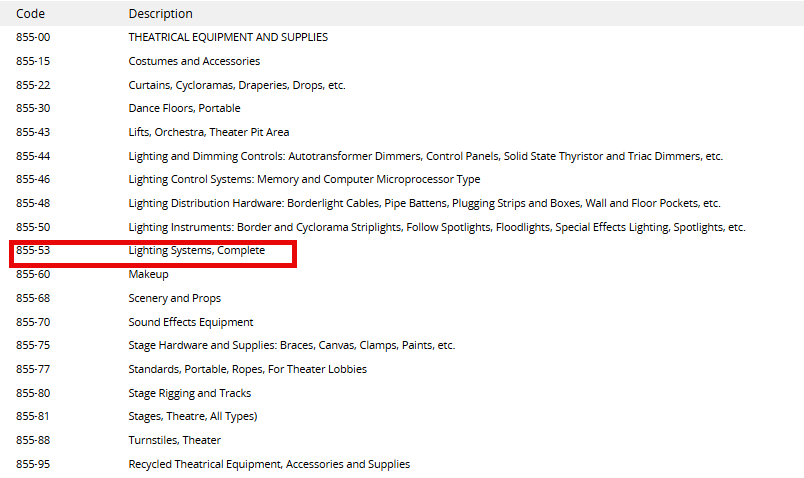 Code Description
855-00 THEATRICAL EQUIPMENT AND SUPPLIES
855-15 Costumes and Accessories
855-22 Curtains, Cycloramas, Draperies, Drops, etc.
855-30 Dance Floors, Portable
855-43 Lifts, Orchestra, Theater Pit Area
855-44 Lighting and Dimming Controls: Autotransformer Dimmers, Control Panels, Solid State Thyristor and Triac Dimmers, etc.
855-46 Lighting Control Systems: Memory and Computer Microprocessor Type
855-48 Lighting Distribution Hardware: Borderlight Cables, Pipe Battens, Plugging Strips and Boxes, Wall and Floor Pockets, etc.
855-50 Lighting Instruments: Border and Cyclorama Striplights, Follow Spotlights, Floodlights, Special Effects Lighting, Spotlights, etc.
855-53 Lighting Systems, Complete
855-60 Makeup
855-68 Scenery and Props
855-70 Sound Effects Equipment
855-75 Stage Hardware and Supplies: Braces, Canvas, Clamps, Paints, etc.
855-77 Standards, Portable, Ropes, For Theater Lobbies
855-80 Stage Rigging and Tracks
855-81 Stages, Theatre, All Types)
855-88 Turnstiles, Theater
855-95 Recycled Theatrical Equipment, Accessories and Supplies